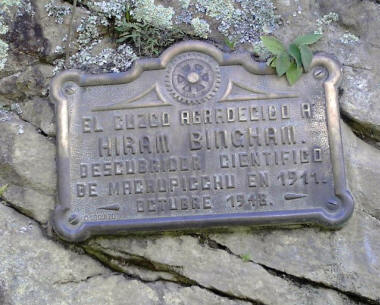 EL CUZCO AGRADECIDO A
HIRAM BINGHAM.
DESCUBRIDOR CIENTIFICO
DE MACHUPICCHU EN 1911.
OCTUBRE 1948.